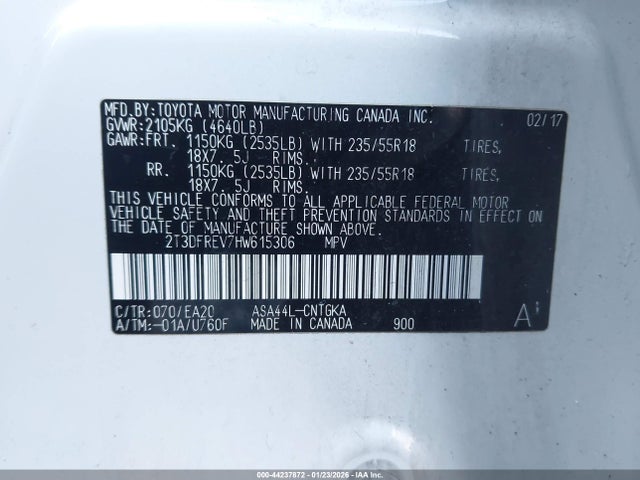 MFD.BY:TOYOTA MOTOR MANUFACTURING CANADA INC. 02/17
GVWR:2105KG (4640LB)
GAWR:FRT. 1150KG (2535LB) WITH 235/55R18 TIRES,
18X7. 5J RIMS.
RR. 1150KG (2535LB) WITH 235/55R18 TIRES,
18X7. 5J RIMS.
THIS VEHICLE CONFORMS TO ALL APPLICABLE FEDERAL MOTOR
VEHICLE SAFETY AND THEFT PREVENTION STANDARDS IN EFFECT ON
THE DATE OF MANUFACTURE SHOWN ABOVE.
2T3DFREV7HW615306 MPV
C/TR:070/EA20 ASA44L-CNTGKA
A/TM:-01A/U760F MADE IN CANADA 900 A
000-44237872 - 01/23/2026 - IAAI.COM